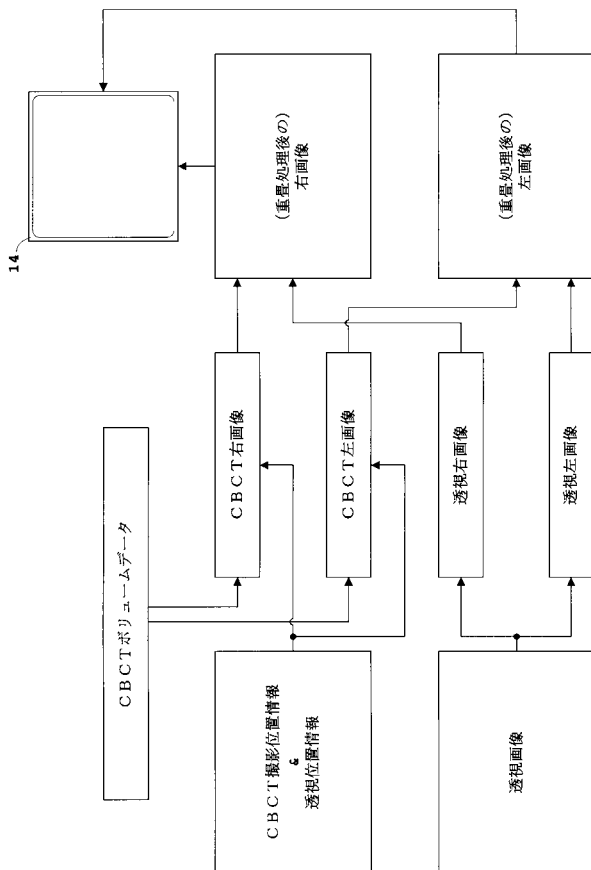 14
(重畳処理後の)
右画像
(重畳処理後の)
左画像
CBCT右画像
CBCT左画像
透視右画像
透視左画像
CBCTボリュームデータ
CBCT撮影位置情報
&
透視位置情報
透視画像